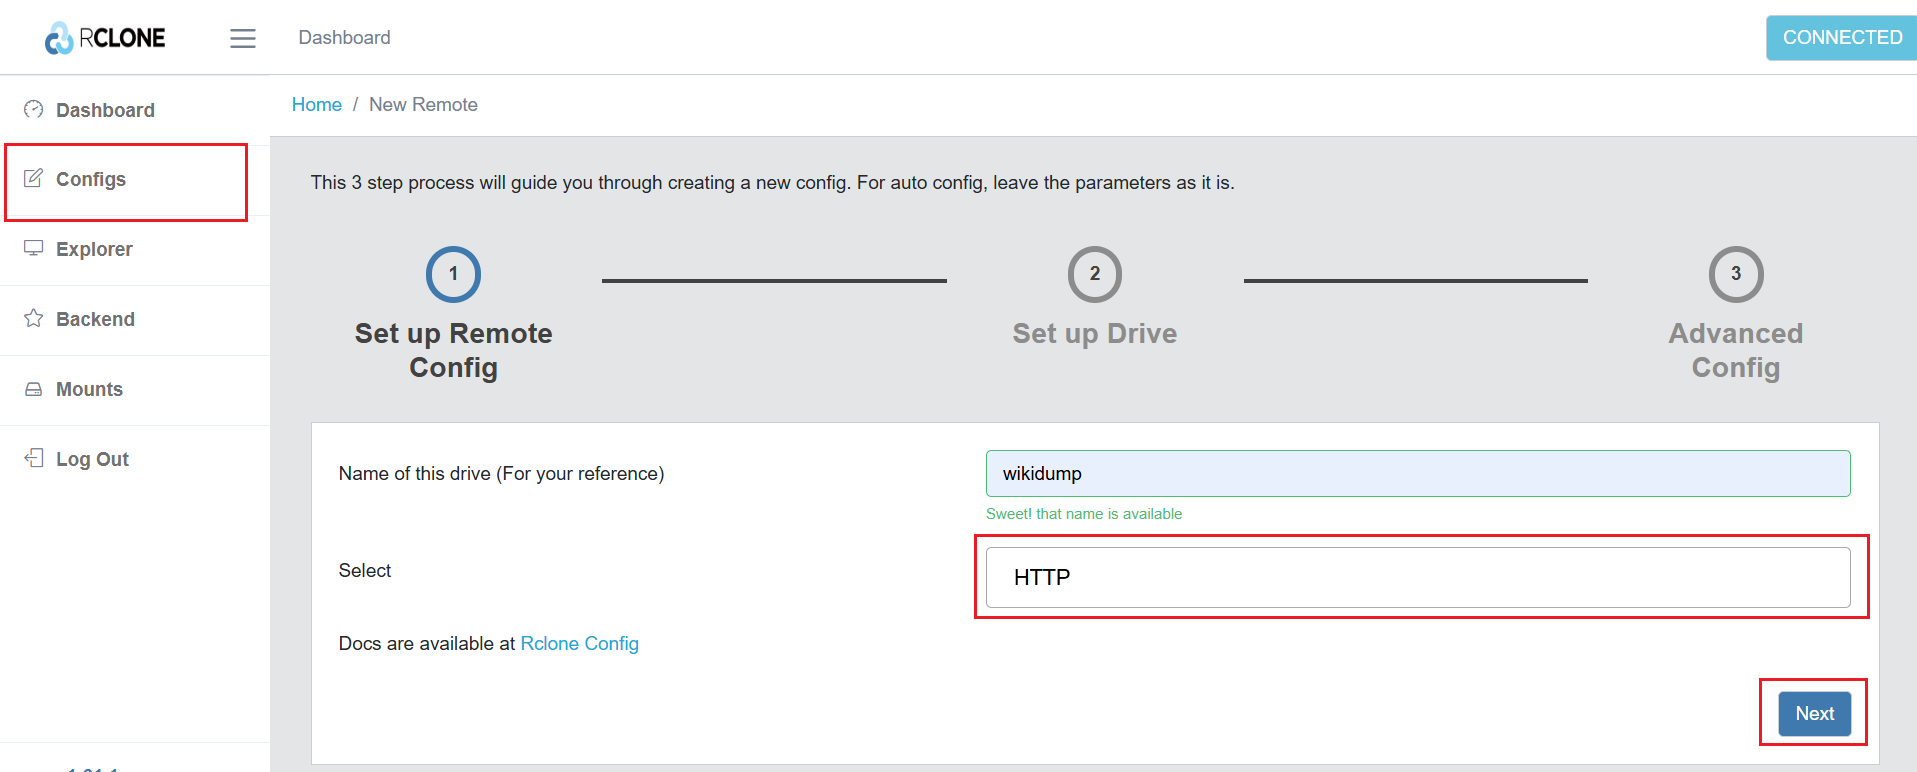 RCLONE
Dashboard
CONNECTED
Dashboard
Configs
Explorer
Backend
Mounts
Log Out
Home / New Remote
This 3 step process will guide you through creating a new config. For auto config, leave the parameters as it is.
1
2
3
Set up Remote
Config
Set up Drive
Advanced
Config
Name of this drive (For your reference)
wikidump
Sweet! that name is available
Select
HTTP
Docs are available at Rclone Config
Next